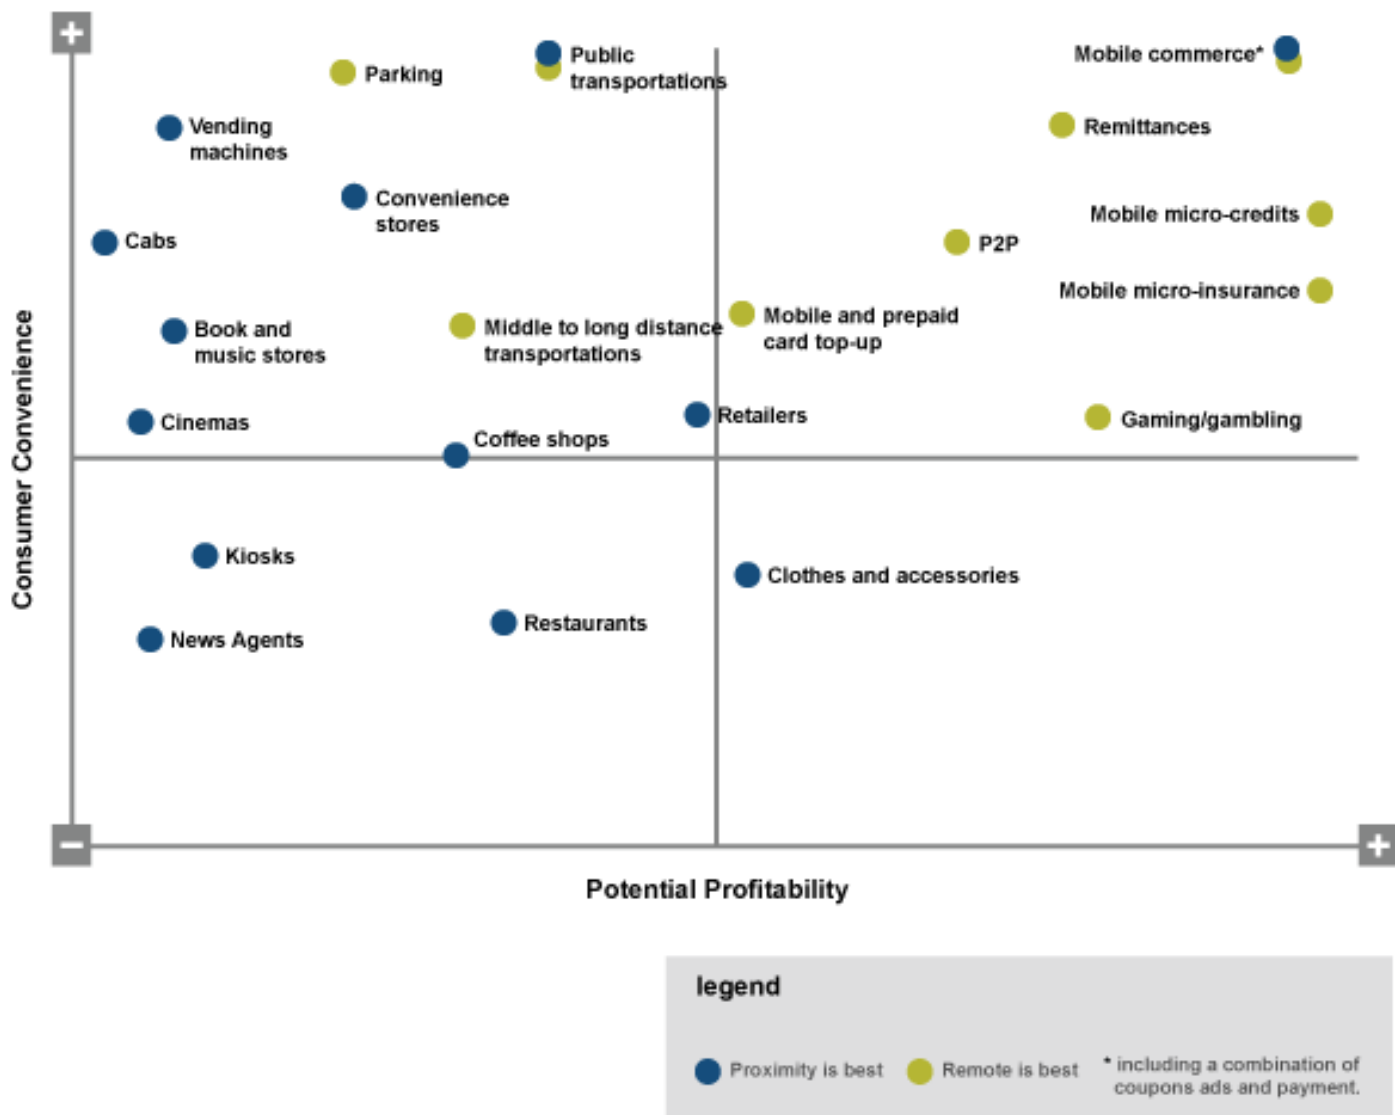 +
Public
transportations
Mobile commerce*
Parking
Vending
machines
Remittances
Convenience
stores
Mobile micro-credits
Cabs
P2P
Mobile micro-insurance
Book and
music stores
Middle to long distance
transportations
Mobile and prepaid
card top-up
Cinemas
Retailers
Gaming/gambling
Coffee shops
Consumer Convenience
Kiosks
Clothes and accessories
Restaurants
News Agents
−
+
Potential Profitability
legend
Proximity is best
Remote is best
* including a combination of
coupons ads and payment.